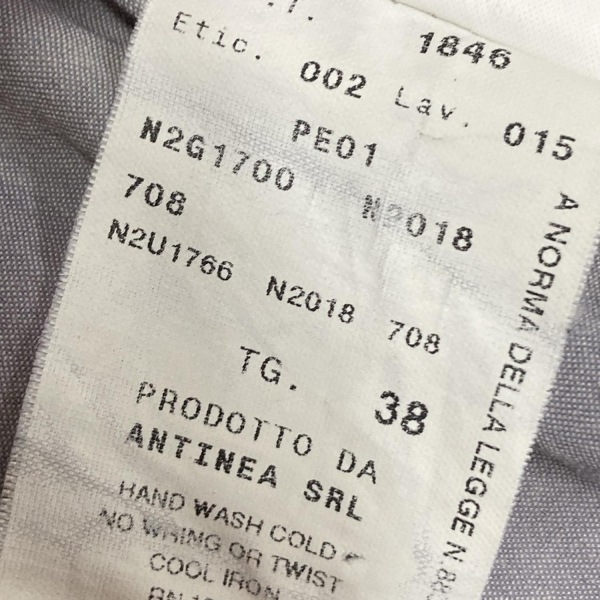 1846
Etic. 002 Lav. 015
PE01
N2G1700 N2018
708
N2U1766 N2018 708
TG. 38
PRODOTTO DA
ANTINEA SRL
HAND WASH COLD
NO WRING OR TWIST
COOL IRON
RN
A NORMA DELLA LEGGE N